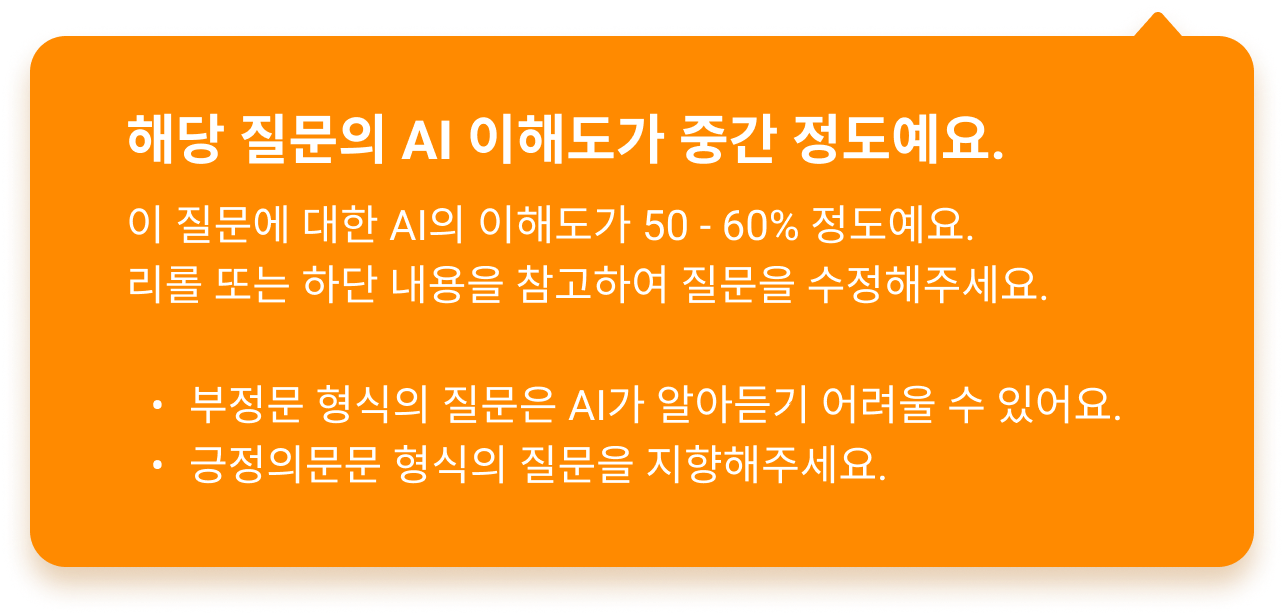 해당 질문의 AI 이해도가 중간 정도예요.
이 질문에 대한 AI의 이해도가 50 - 60% 정도예요.
리롤 또는 하단 내용을 참고하여 질문을 수정해주세요.
• 부정문 형식의 질문은 AI가 알아듣기 어려울 수 있어요.
• 긍정의문문 형식의 질문을 지향해주세요.